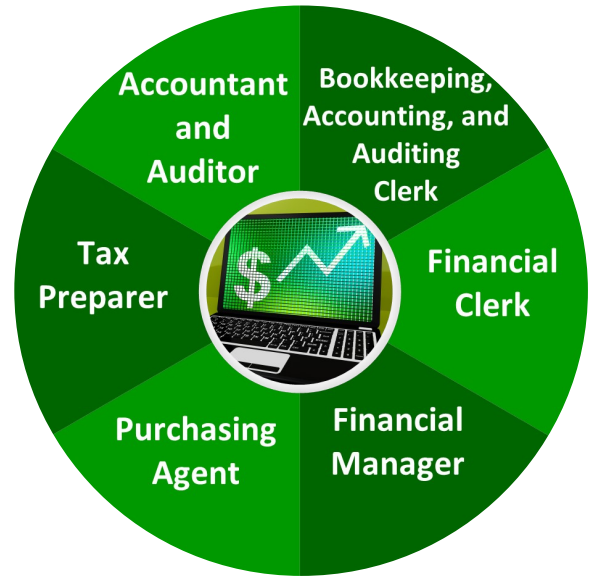 Accountant
and
Auditor
Bookkeeping,
Accounting, and
Auditing
Clerk
Financial
Clerk
Financial
Manager
Purchasing
Agent
Tax
Preparer
$